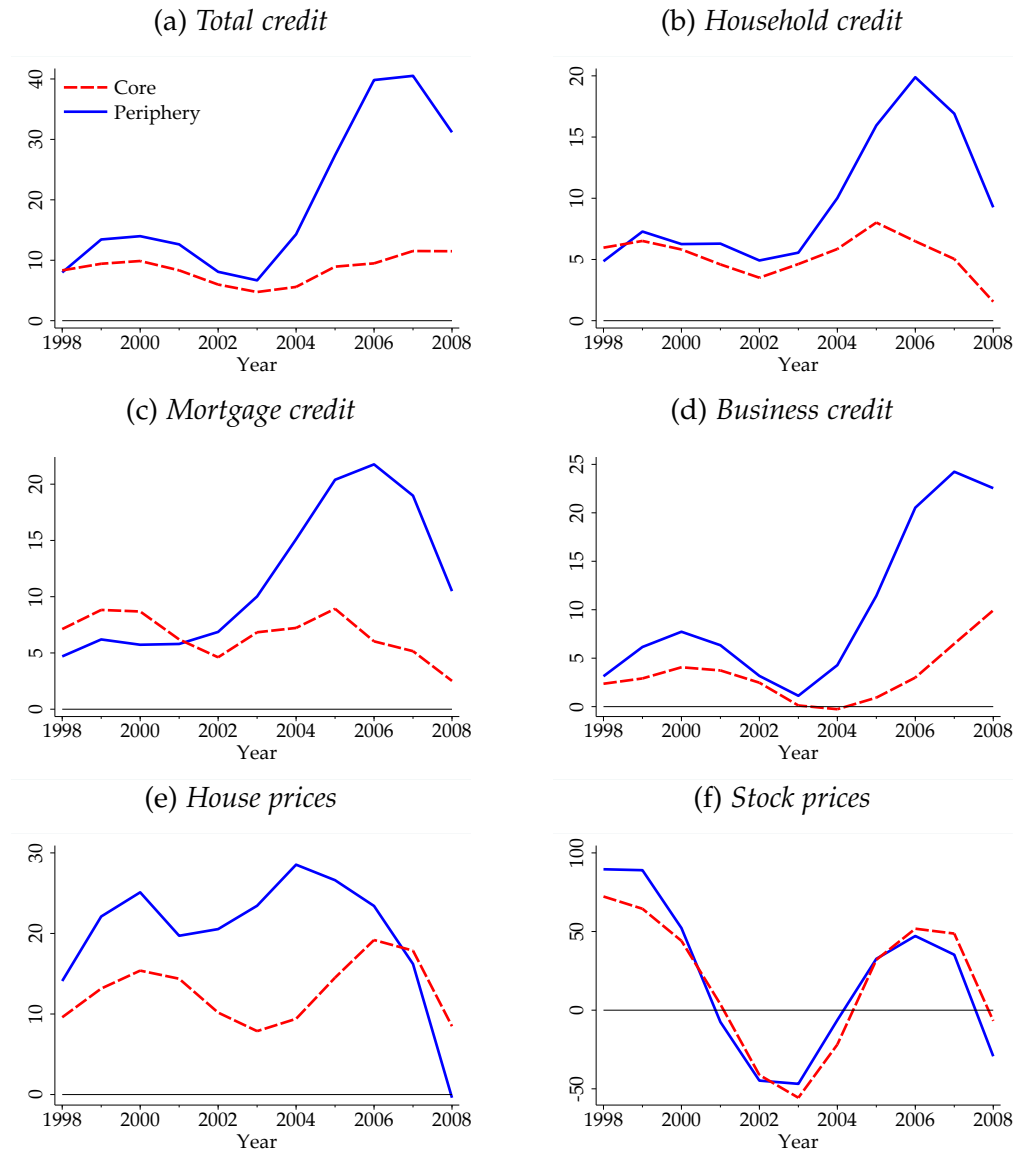 (a) Total credit
40
30
20
10
0
Core
Periphery
1998 2000 2002 2004 2006 2008
Year
(b) Household credit
20
15
10
5
0
1998 2000 2002 2004 2006 2008
Year
(c) Mortgage credit
20
15
10
5
0
1998 2000 2002 2004 2006 2008
Year
(d) Business credit
25
20
15
10
5
0
1998 2000 2002 2004 2006 2008
Year
(e) House prices
30
20
10
0
1998 2000 2002 2004 2006 2008
Year
(f) Stock prices
100
50
0
-50
1998 2000 2002 2004 2006 2008
Year